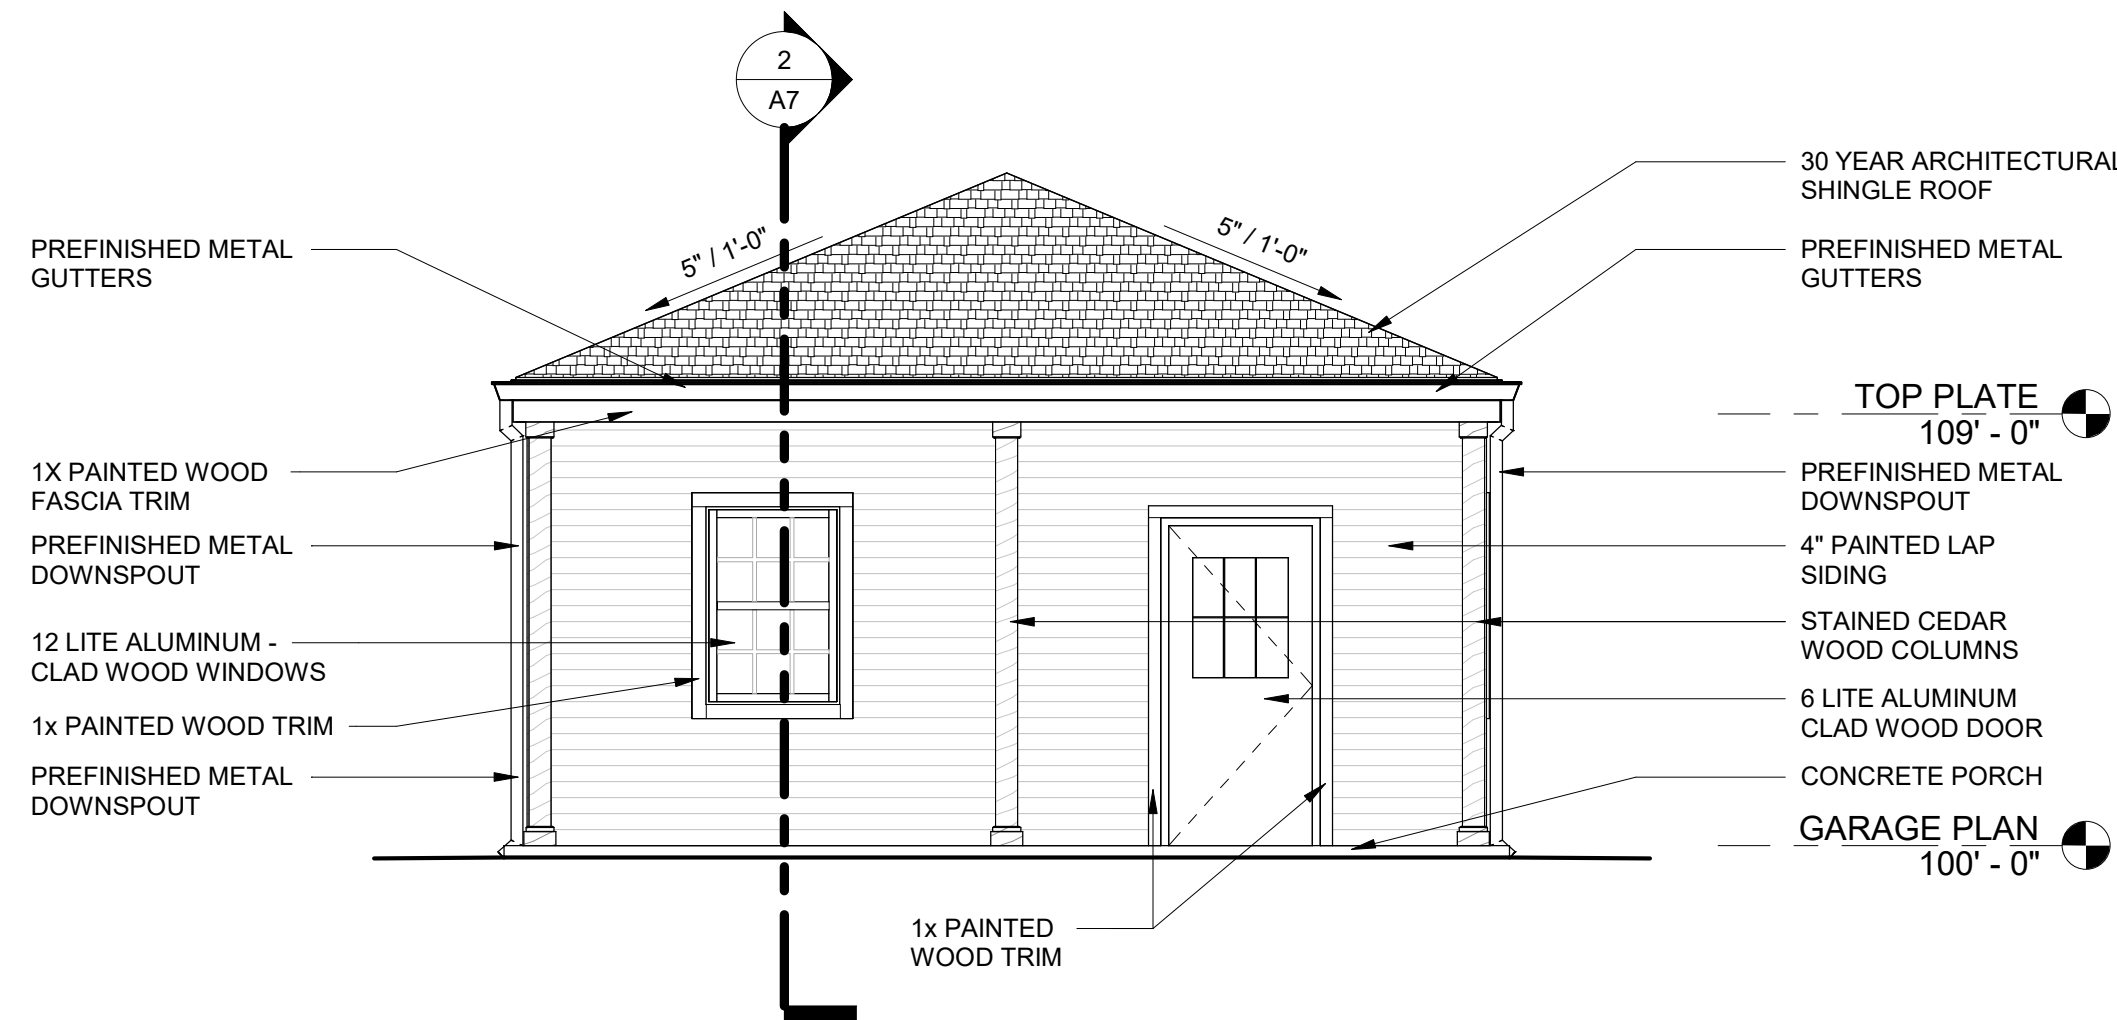 2
A7
5" / 1'-0"
5" / 1'-0"
PREFINISHED METAL
GUTTERS
1X PAINTED WOOD
FASCIA TRIM
PREFINISHED METAL
DOWNSPOUT
12 LITE ALUMINUM -
CLAD WOOD WINDOWS
1x PAINTED WOOD TRIM
PREFINISHED METAL
DOWNSPOUT
30 YEAR ARCHITECTURAL
SHINGLE ROOF
PREFINISHED METAL
GUTTERS
TOP PLATE
109' - 0"
PREFINISHED METAL
DOWNSPOUT
4" PAINTED LAP
SIDING
STAINED CEDAR
WOOD COLUMNS
6 LITE ALUMINUM
CLAD WOOD DOOR
CONCRETE PORCH
GARAGE PLAN
100' - 0"
1x PAINTED
WOOD TRIM